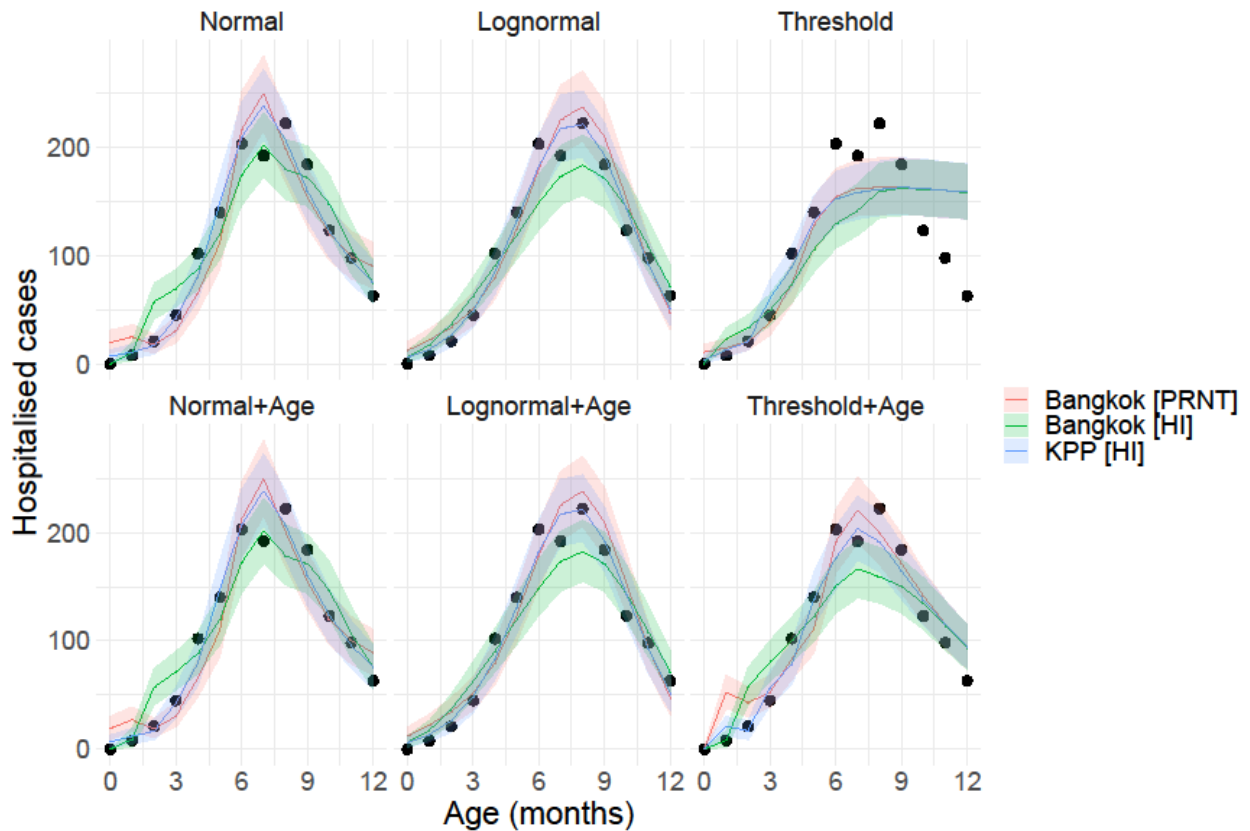 Normal
Lognormal
Threshold
200
100
0
Normal+Age
Lognormal+Age
Threshold+Age
Bangkok [PRNT]
Bangkok [HI]
KPP [HI]
Hospitalised cases
200
100
0
0 3 6 9 12
0 3 6 9 12
0 3 6 9 12
Age (months)